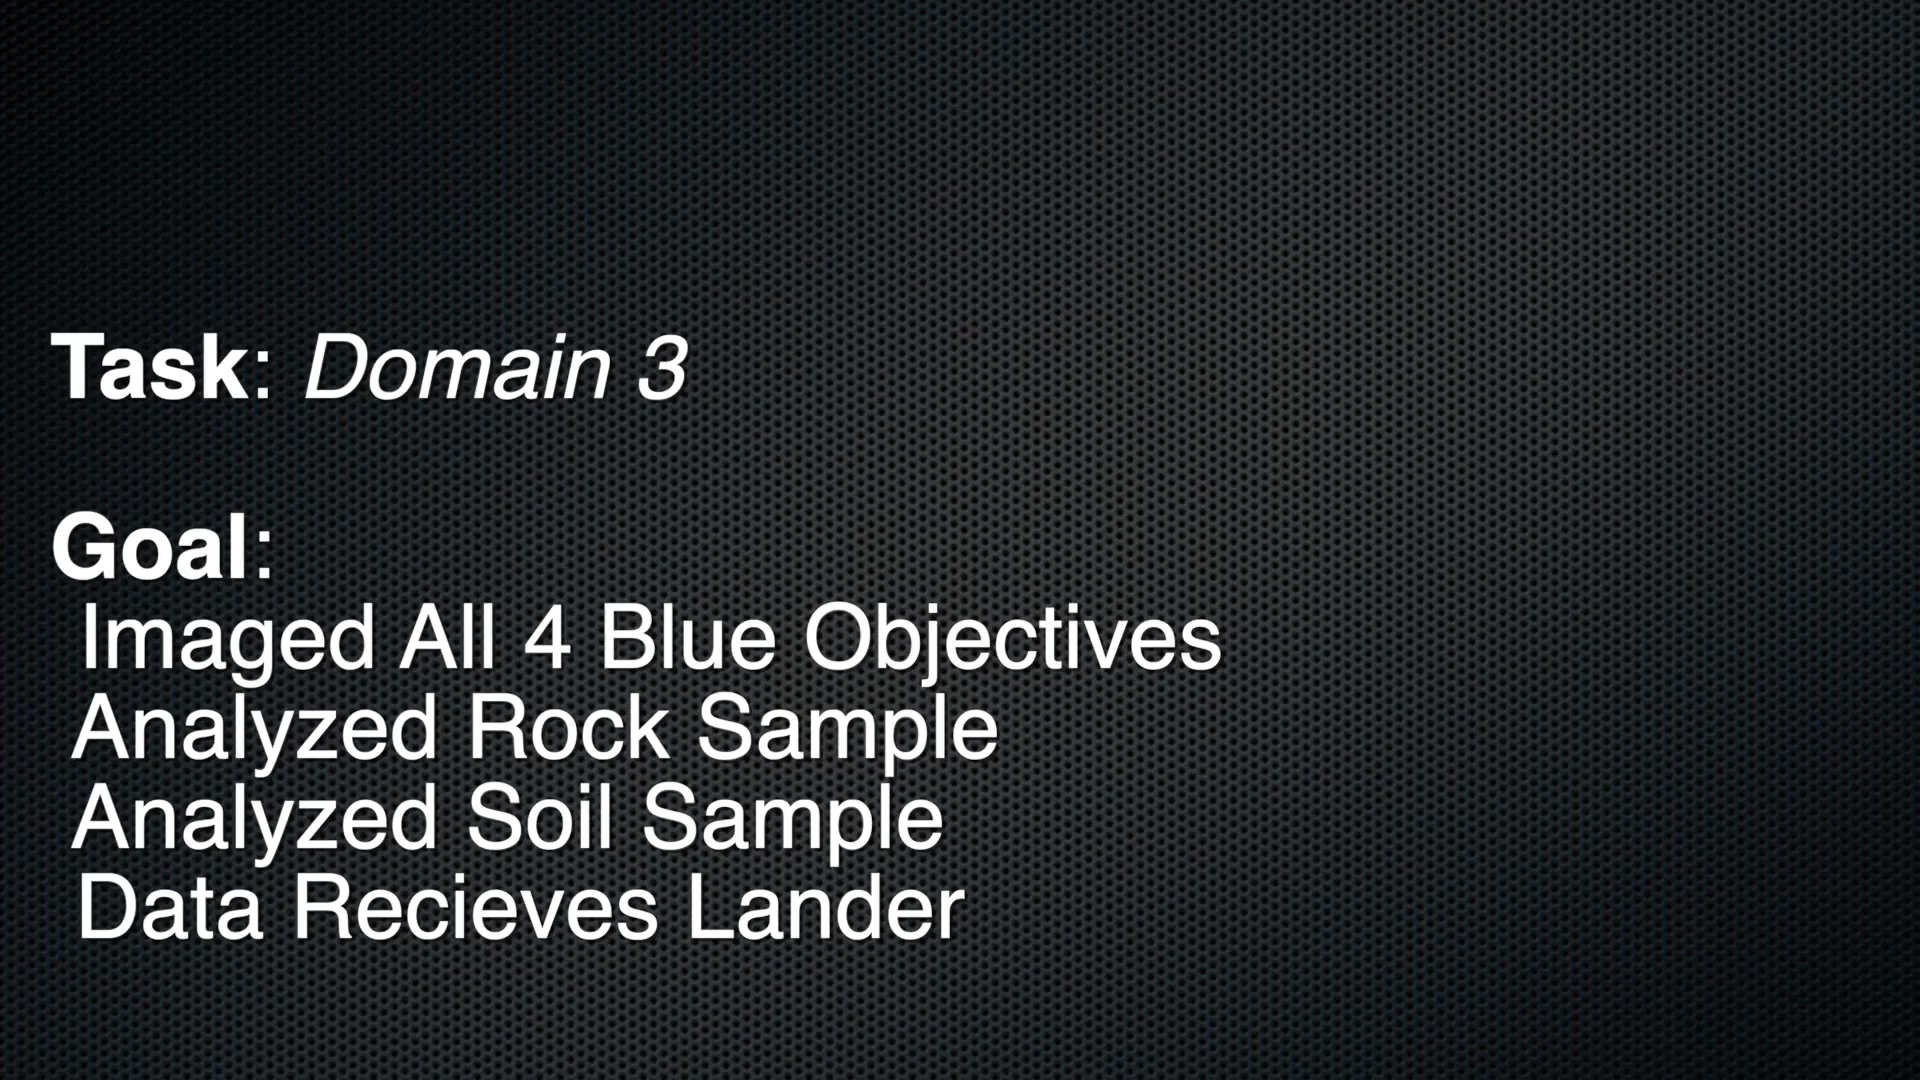 Task: Domain 3
Goal:
Imaged All 4 Blue Objectives
Analyzed Rock Sample
Analyzed Soil Sample
Data Recieves Lander